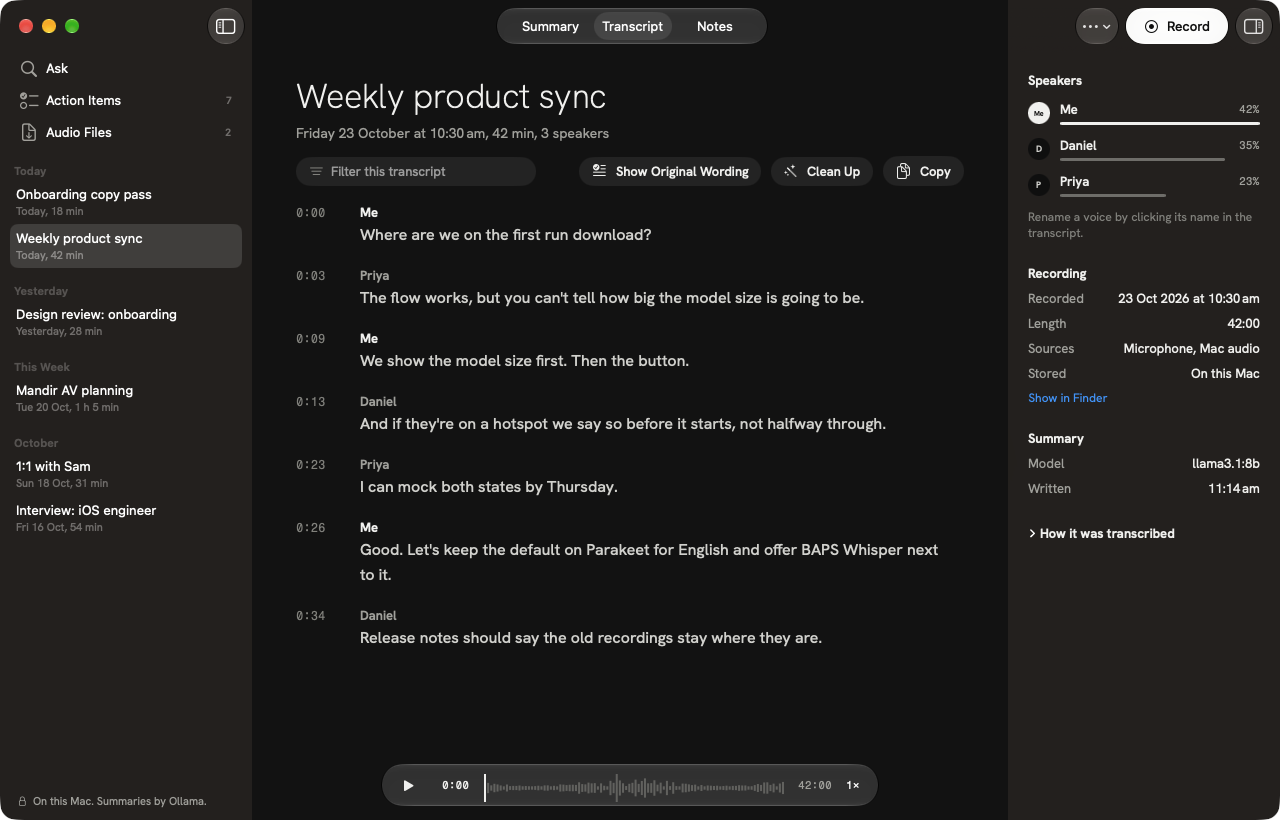 Summary
Transcript
Notes
Record
Ask
Action Items 7
Audio Files 2
Today
Onboarding copy pass
Today, 18 min
Weekly product sync
Today, 42 min
Yesterday
Design review: onboarding
Yesterday, 28 min
This Week
Mandir AV planning
Tue 20 Oct, 1 h 5 min
October
1:1 with Sam
Sun 18 Oct, 31 min
Interview: iOS engineer
Fri 16 Oct, 54 min
On this Mac. Summaries by Ollama.
Weekly product sync
Friday 23 October at 10:30 am, 42 min, 3 speakers
Filter this transcript
Show Original Wording
Clean Up
Copy
0:00 Me
Where are we on the first run download?
0:03 Priya
The flow works, but you can't tell how big the model size is going to be.
0:09 Me
We show the model size first. Then the button.
0:13 Daniel
And if they're on a hotspot we say so before it starts, not halfway through.
0:23 Priya
I can mock both states by Thursday.
0:26 Me
Good. Let's keep the default on Parakeet for English and offer BAPS Whisper next
to it.
0:34 Daniel
Release notes should say the old recordings stay where they are.
0:00 42:00 1×
Speakers
Me Me 42%
D Daniel 35%
P Priya 23%
Rename a voice by clicking its name in the
transcript.
Recording
Recorded 23 Oct 2026 at 10:30 am
Length 42:00
Sources Microphone, Mac audio
Stored On this Mac
Show in Finder
Summary
Model llama3.1:8b
Written 11:14 am
How it was transcribed